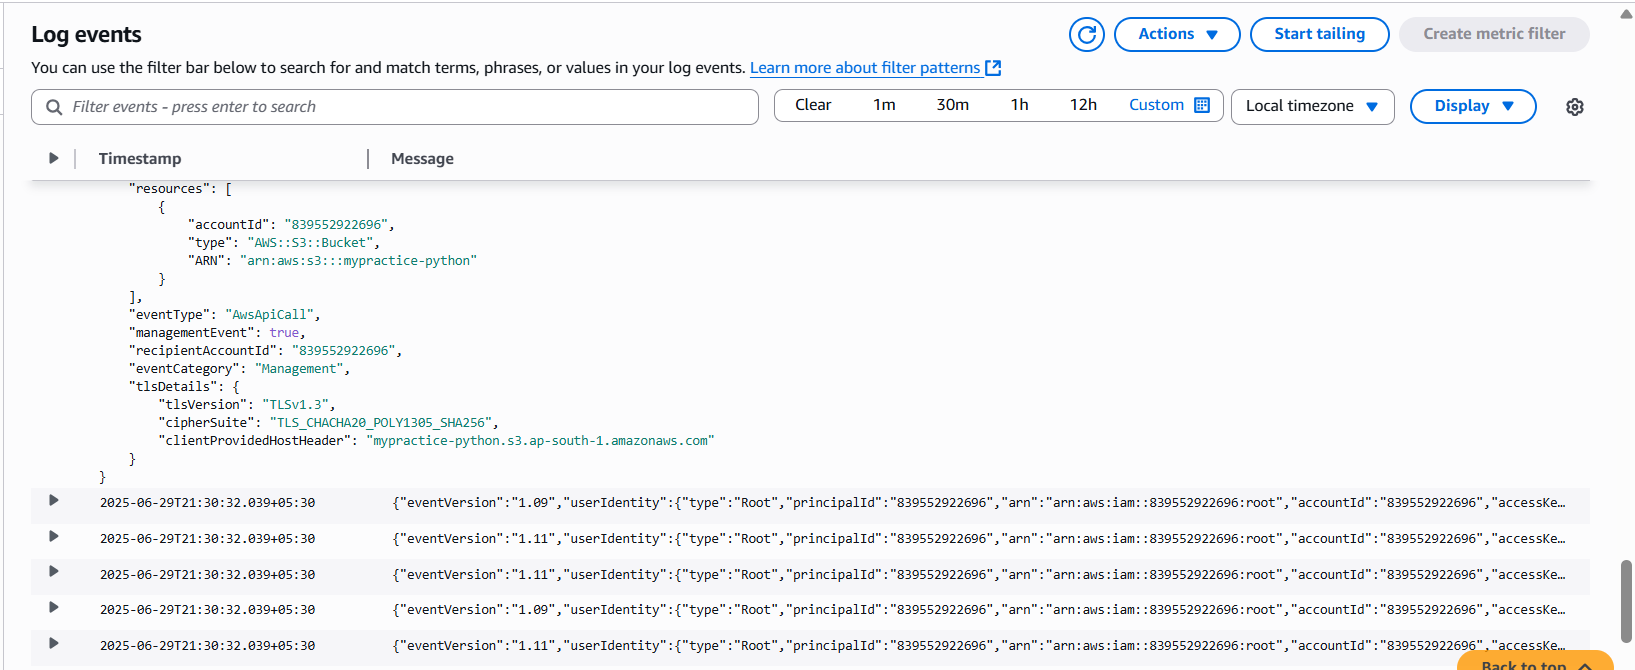 Log events
Actions
Start tailing
Create metric filter
You can use the filter bar below to search for and match terms, phrases, or values in your log events. Learn more about filter patterns
Filter events - press enter to search
Clear 1m 30m 1h 12h Custom
Local timezone
Display
Timestamp Message
"resources": [
{
"accountId": "839552922696",
"type": "AWS::S3::Bucket",
"ARN": "arn:aws:s3:::mypractice-python"
}
],
"eventType": "AwsApiCall",
"managementEvent": true,
"recipientAccountId": "839552922696",
"eventCategory": "Management",
"tlsDetails": {
"tlsVersion": "TLSv1.3",
"cipherSuite": "TLS_CHACHA20_POLY1305_SHA256",
"clientProvidedHostHeader": "mypractice-python.s3.ap-south-1.amazonaws.com"
}
}
2025-06-29T21:30:32.039+05:30 {"eventVersion":"1.09","userIdentity":{"type":"Root","principalId":"839552922696","arn":"arn:aws:iam::839552922696:root","accountId":"839552922696","accessKe…
2025-06-29T21:30:32.039+05:30 {"eventVersion":"1.11","userIdentity":{"type":"Root","principalId":"839552922696","arn":"arn:aws:iam::839552922696:root","accountId":"839552922696","accessKe…
2025-06-29T21:30:32.039+05:30 {"eventVersion":"1.11","userIdentity":{"type":"Root","principalId":"839552922696","arn":"arn:aws:iam::839552922696:root","accountId":"839552922696","accessKe…
2025-06-29T21:30:32.039+05:30 {"eventVersion":"1.09","userIdentity":{"type":"Root","principalId":"839552922696","arn":"arn:aws:iam::839552922696:root","accountId":"839552922696","accessKe…
2025-06-29T21:30:32.039+05:30 {"eventVersion":"1.11","userIdentity":{"type":"Root","principalId":"839552922696","arn":"arn:aws:iam::839552922696:root","accountId":"839552922696","accessKe…
Back to top